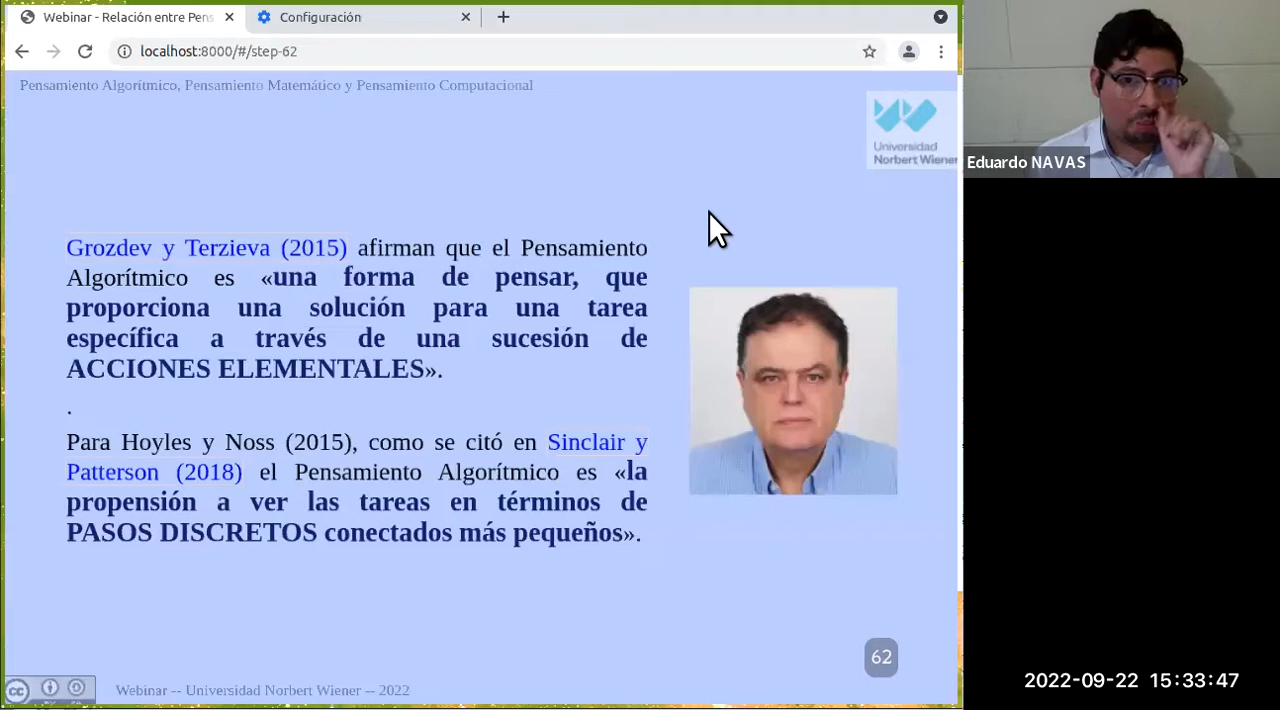 Webinar - Relación entre Pens
Configuración
localhost:8000/#/step-62
Pensamiento Algorítmico, Pensamiento Matemático y Pensamiento Computacional
Universidad
Norbert Wiener
Eduardo NAVAS
Grozdev y Terzieva (2015) afirman que el Pensamiento
Algorítmico es «una forma de pensar, que
proporciona una solución para una tarea
específica a través de una sucesión de
ACCIONES ELEMENTALES».
.
Para Hoyles y Noss (2015), como se citó en Sinclair y
Patterson (2018) el Pensamiento Algorítmico es «la
propensión a ver las tareas en términos de
PASOS DISCRETOS conectados más pequeños».
62
cc
Webinar -- Universidad Norbert Wiener -- 2022
2022-09-22 15:33:47